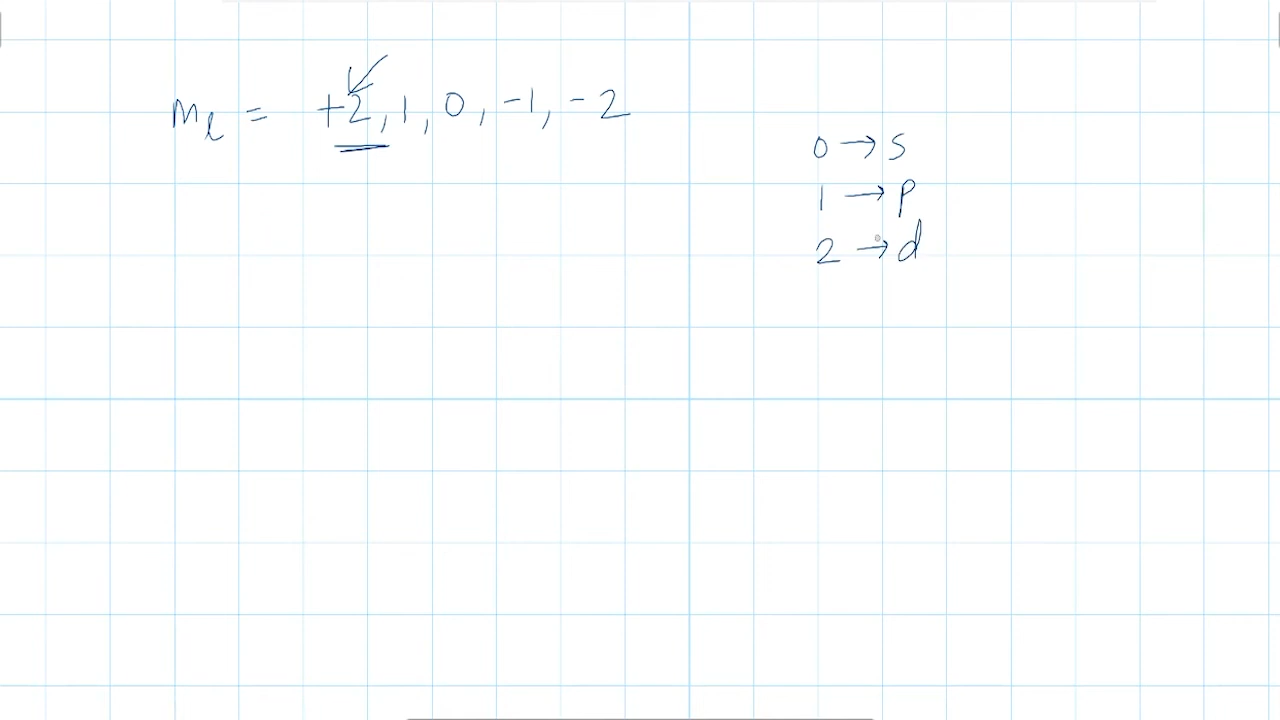 mₗ = +2, 1, 0, -1, -2
0 → s
1 → p
2 → d